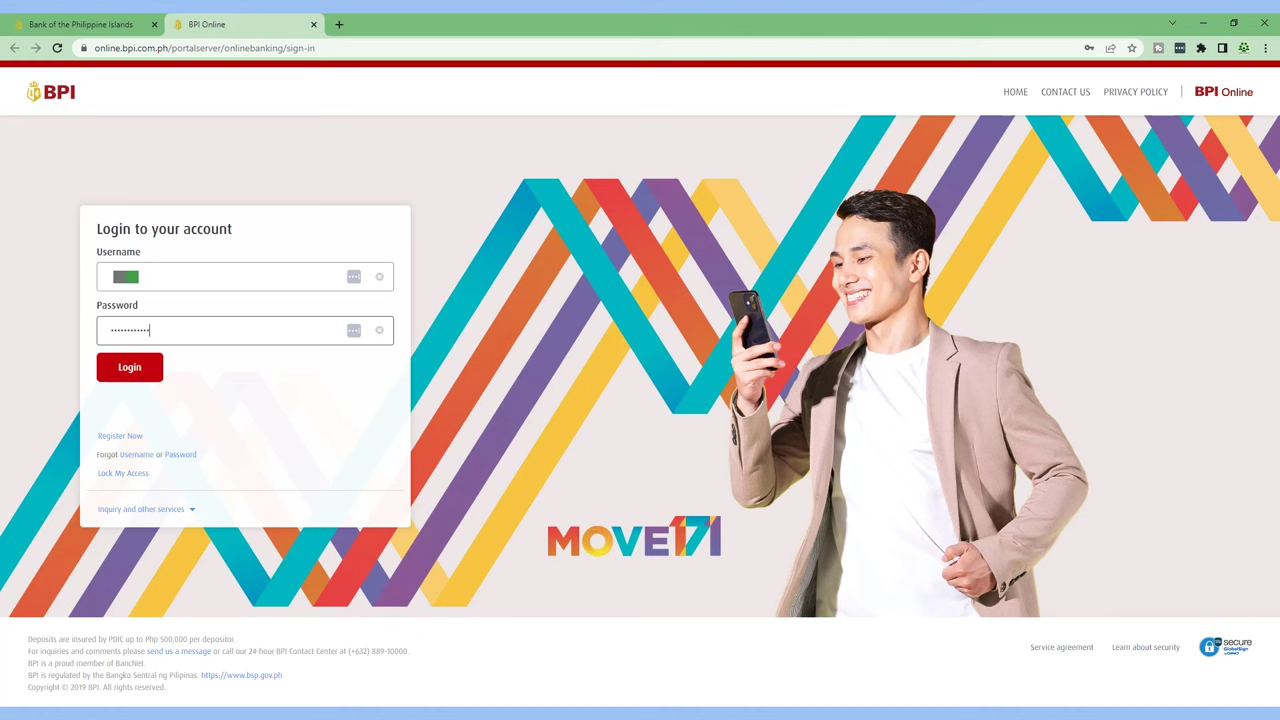 Bank of the Philippine Islands
BPI Online
online.bpi.com.ph/portalserver/onlinebanking/sign-in
BPI
HOME
CONTACT US
PRIVACY POLICY
BPI Online
Login to your account
Username
Password
Login
Register Now
Forgot Username or Password
Lock My Access
Inquiry and other services
MOVE171
Deposits are insured by PDIC up to Php 500,000 per depositor.
For inquiries and comments please send us a message or call our 24-hour BPI Contact Center at (+632) 889-10000.
BPI is a proud member of BancNet.
BPI is regulated by the Bangko Sentral ng Pilipinas. https://www.bsp.gov.ph
Copyright © 2019 BPI. All rights reserved.
Service agreement
Learn about security
secure
GlobalSign